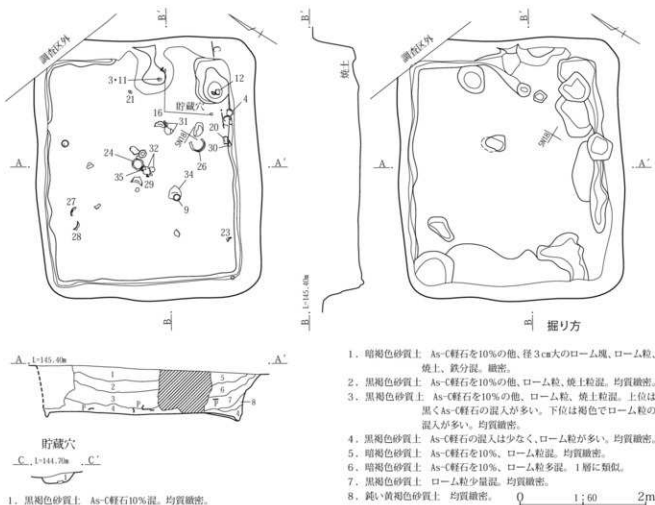 調査区外
B
B′
C
3・11
12
21
貯蔵穴
4
16
31
20
24
32
26
30
A
A′
29
35
34
27
9
28
23
B
調査区外
B′
焼土
B
L=145.40m
掘り方
A
L=145.40m
A′
1
2
3
4
5
6
7
8
P
P
貯蔵穴
C
L=144.70m
C′
1．黒褐色砂質土 As-C軽石10％混。均質緻密。
1．暗褐色砂質土 As-C軽石を10％の他、径3cm大のローム塊、ローム粒、
焼土、鉄分混。緻密。
2．黒褐色砂質土 As-C軽石を10％の他、ローム粒、焼土粒混。均質緻密。
3．黒褐色砂質土 As-C軽石を10％の他、ローム粒、焼土粒混。上位は
黒くAs-C軽石の混入が多い。下位は褐色でローム粒の
混入が多い。均質緻密。
4．黒褐色砂質土 As-C軽石の混入は少なく、ローム粒が多い。均質緻密。
5．暗褐色砂質土 As-C軽石を10％、ローム粒混。均質緻密。
6．暗褐色砂質土 As-C軽石を10％、ローム粒多混。1層に類似。
7．黒褐色砂質土 ローム粒少量混。均質緻密。
8．鈍い黄褐色砂質土 均質緻密。
0
1：60
2m